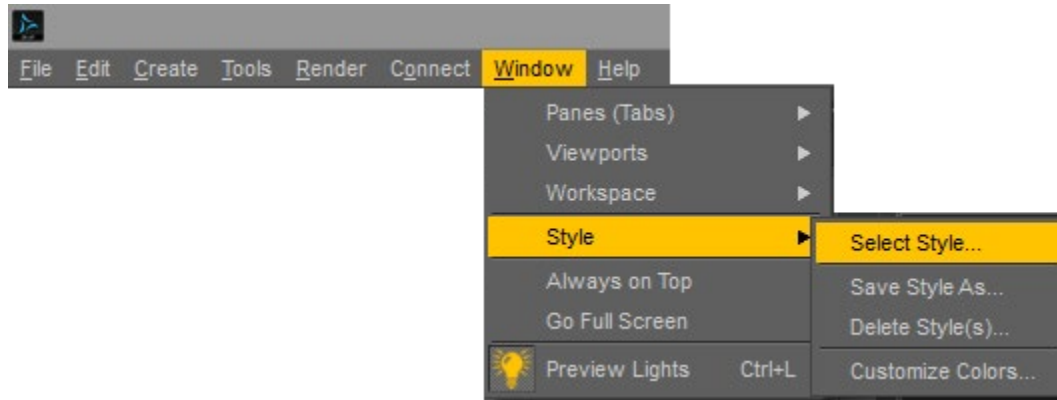 File Edit Create Tools Render Connect Window Help
Panes (Tabs)
Viewports
Workspace
Style
Select Style...
Always on Top
Save Style As...
Go Full Screen
Delete Style(s)...
Preview Lights Ctrl+L
Customize Colors...